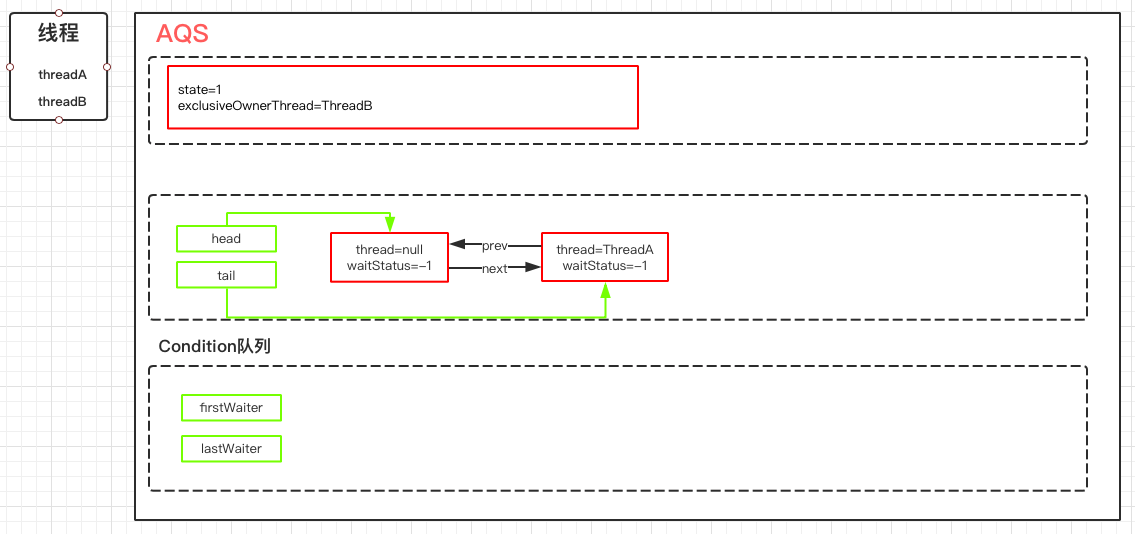 线程
threadA
threadB
AQS
state=1
exclusiveOwnerThread=ThreadB
head
tail
thread=null
waitStatus=-1
prev
next
thread=ThreadA
waitStatus=-1
Condition队列
firstWaiter
lastWaiter